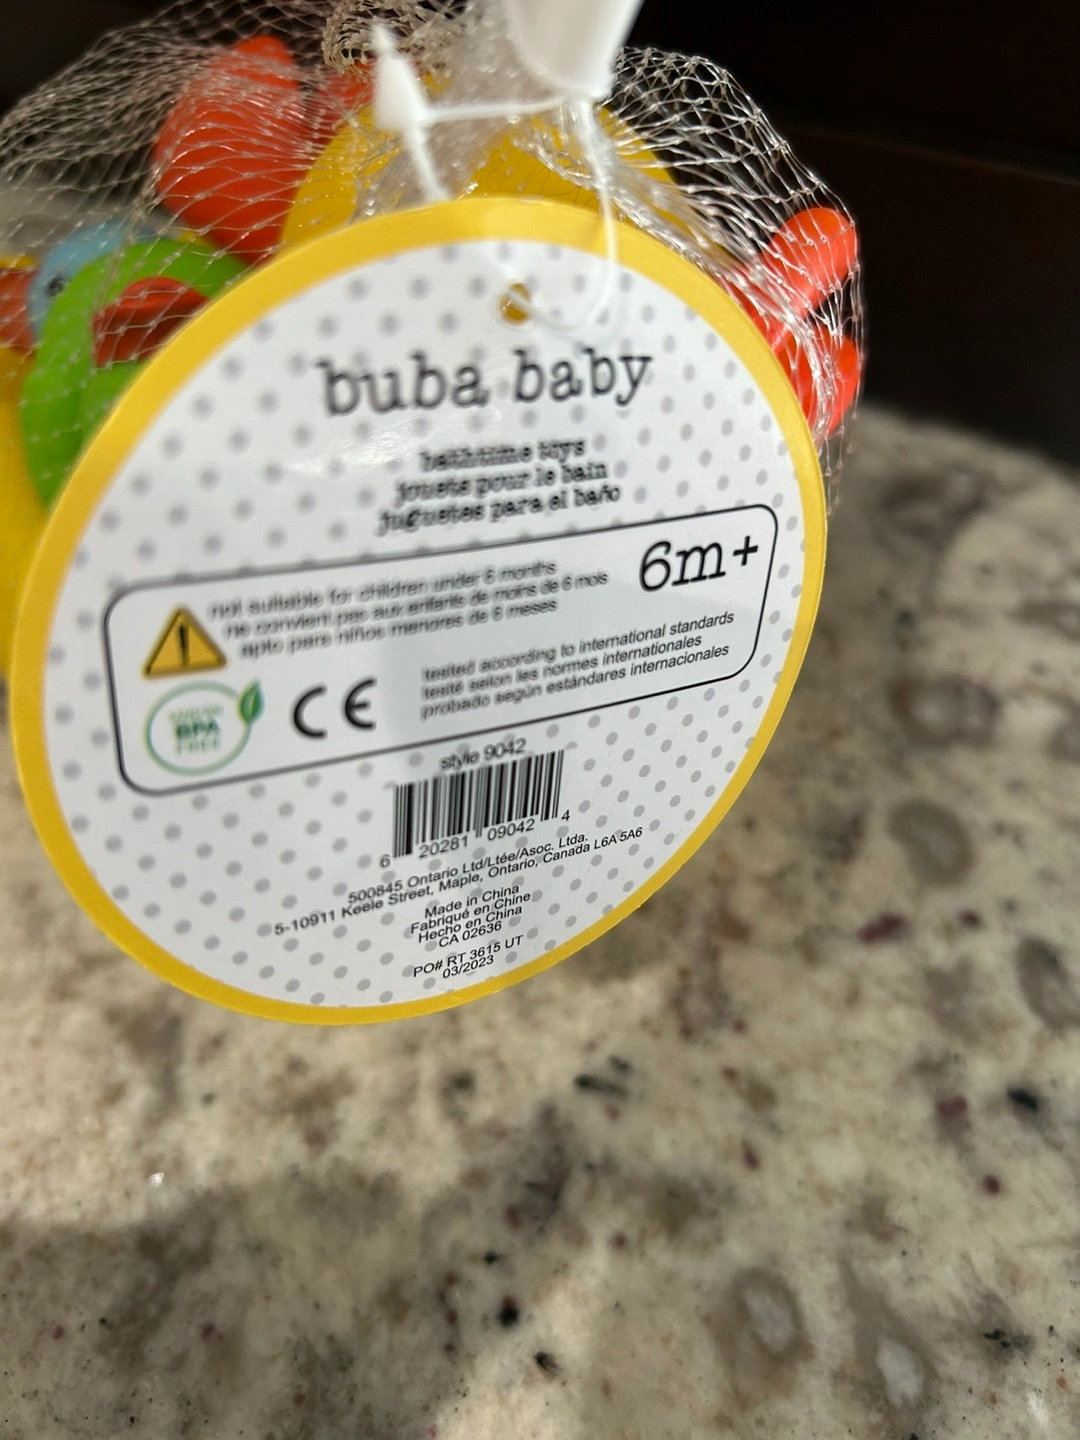 buba baby
bathtime toys
jouets pour le bain
juguetes para el baño
6m+
not suitable for children under 6 months
ne convient pas aux enfants de moins de 6 mois
apto para niños menores de 6 meses
tested according to international standards
testé selon les normes internationales
probado según estándares internacionales
BPA
FREE
CE
style 9042
6 20281 09042 4
500845 Ontario Ltd/Ltée/Asoc. Ltda.
5-10911 Keele Street, Maple, Ontario, Canada L6A 5A6
Made in China
Fabriqué en Chine
Hecho en China
CA 02636
PO# RT 3615 UT
03/2023